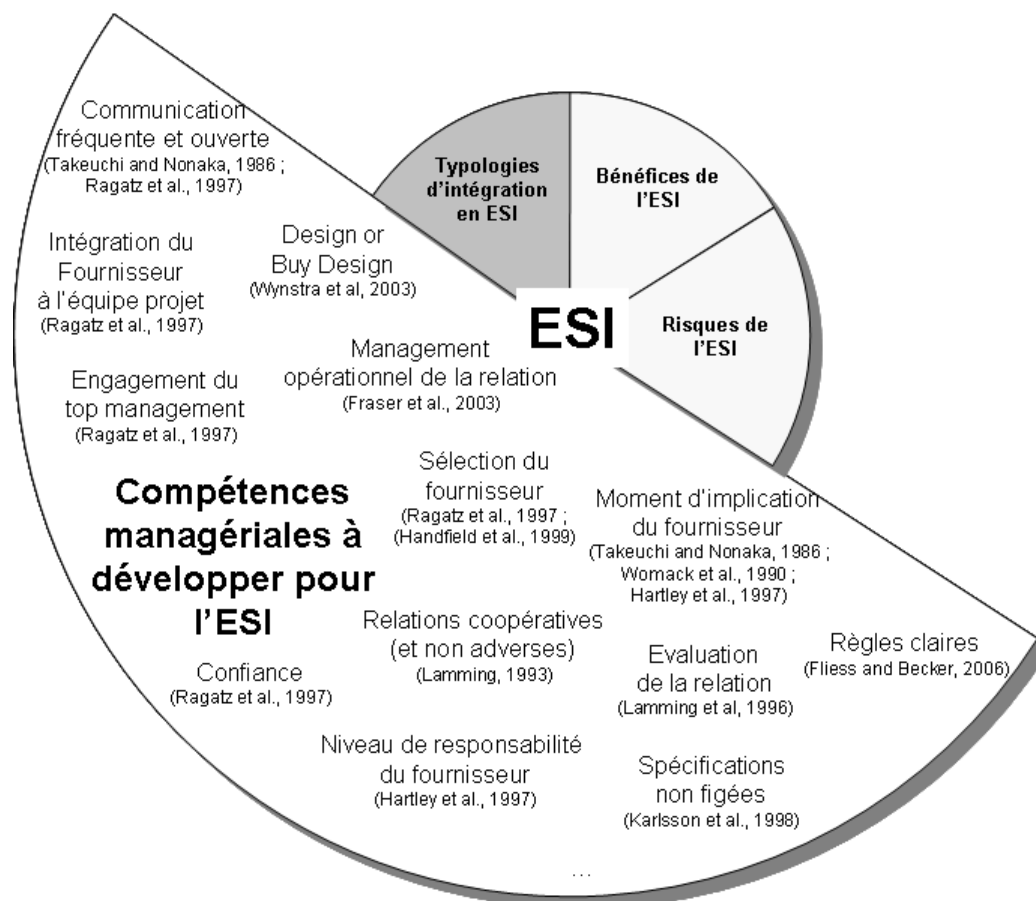 Communication
fréquente et ouverte
(Takeuchi and Nonaka, 1986 ;
Ragatz et al., 1997)
Typologies
d'intégration
en ESI
Bénéfices de
l'ESI
Risques de
l'ESI
ESI
Intégration du
Fournisseur
à l'équipe projet
(Ragatz et al., 1997)
Design or
Buy Design
(Wynstra et al, 2003)
Management
opérationnel de la relation
(Fraser et al., 2003)
Engagement du
top management
(Ragatz et al., 1997)
Sélection du
fournisseur
(Ragatz et al., 1997 ;
(Handfield et al., 1999)
Moment d'implication
du fournisseur
(Takeuchi and Nonaka, 1986 ;
Womack et al., 1990 ;
Hartley et al., 1997)
Compétences
managériales à
développer pour
l'ESI
Relations coopératives
(et non adverses)
(Lamming, 1993)
Règles claires
(Fliess and Becker, 2006)
Evaluation
de la relation
(Lamming et al, 1996)
Confiance
(Ragatz et al., 1997)
Niveau de responsabilité
du fournisseur
(Hartley et al., 1997)
Spécifications
non figées
(Karlsson et al., 1998)
...